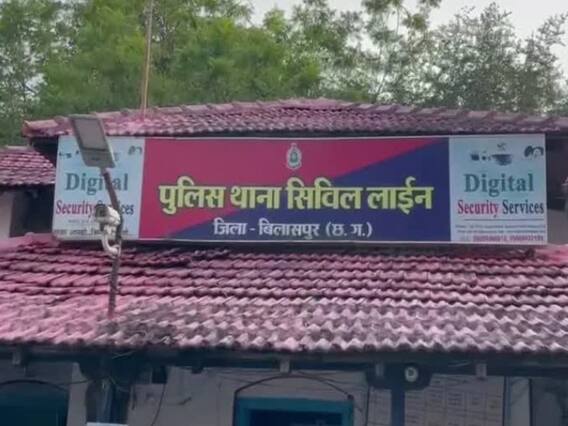 Digital
Security Services
पुलिस थाना सिविल लाईन
जिला - बिलासपुर (छ. ग.)
Digital
Security Services